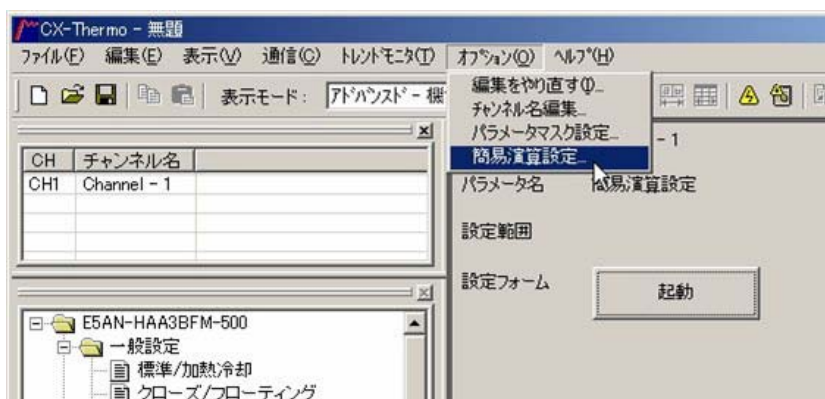 CX-Thermo - 無題
ファイル(F) 編集(E) 表示(V) 通信(C) トレンドモニタ(T) オプション(O) ヘルプ(H)
表示モード: アドバンスド - 機
編集をやり直す(I)...
チャンネル名編集...
パラメータマスク設定...
簡易演算設定...
- 1
CH チャンネル名
CH1 Channel - 1
パラメータ名 簡易演算設定
設定範囲
設定フォーム 起動
E5AN-HAA3BFM-500
一般設定
標準/加熱冷却
クローズ/フローティング